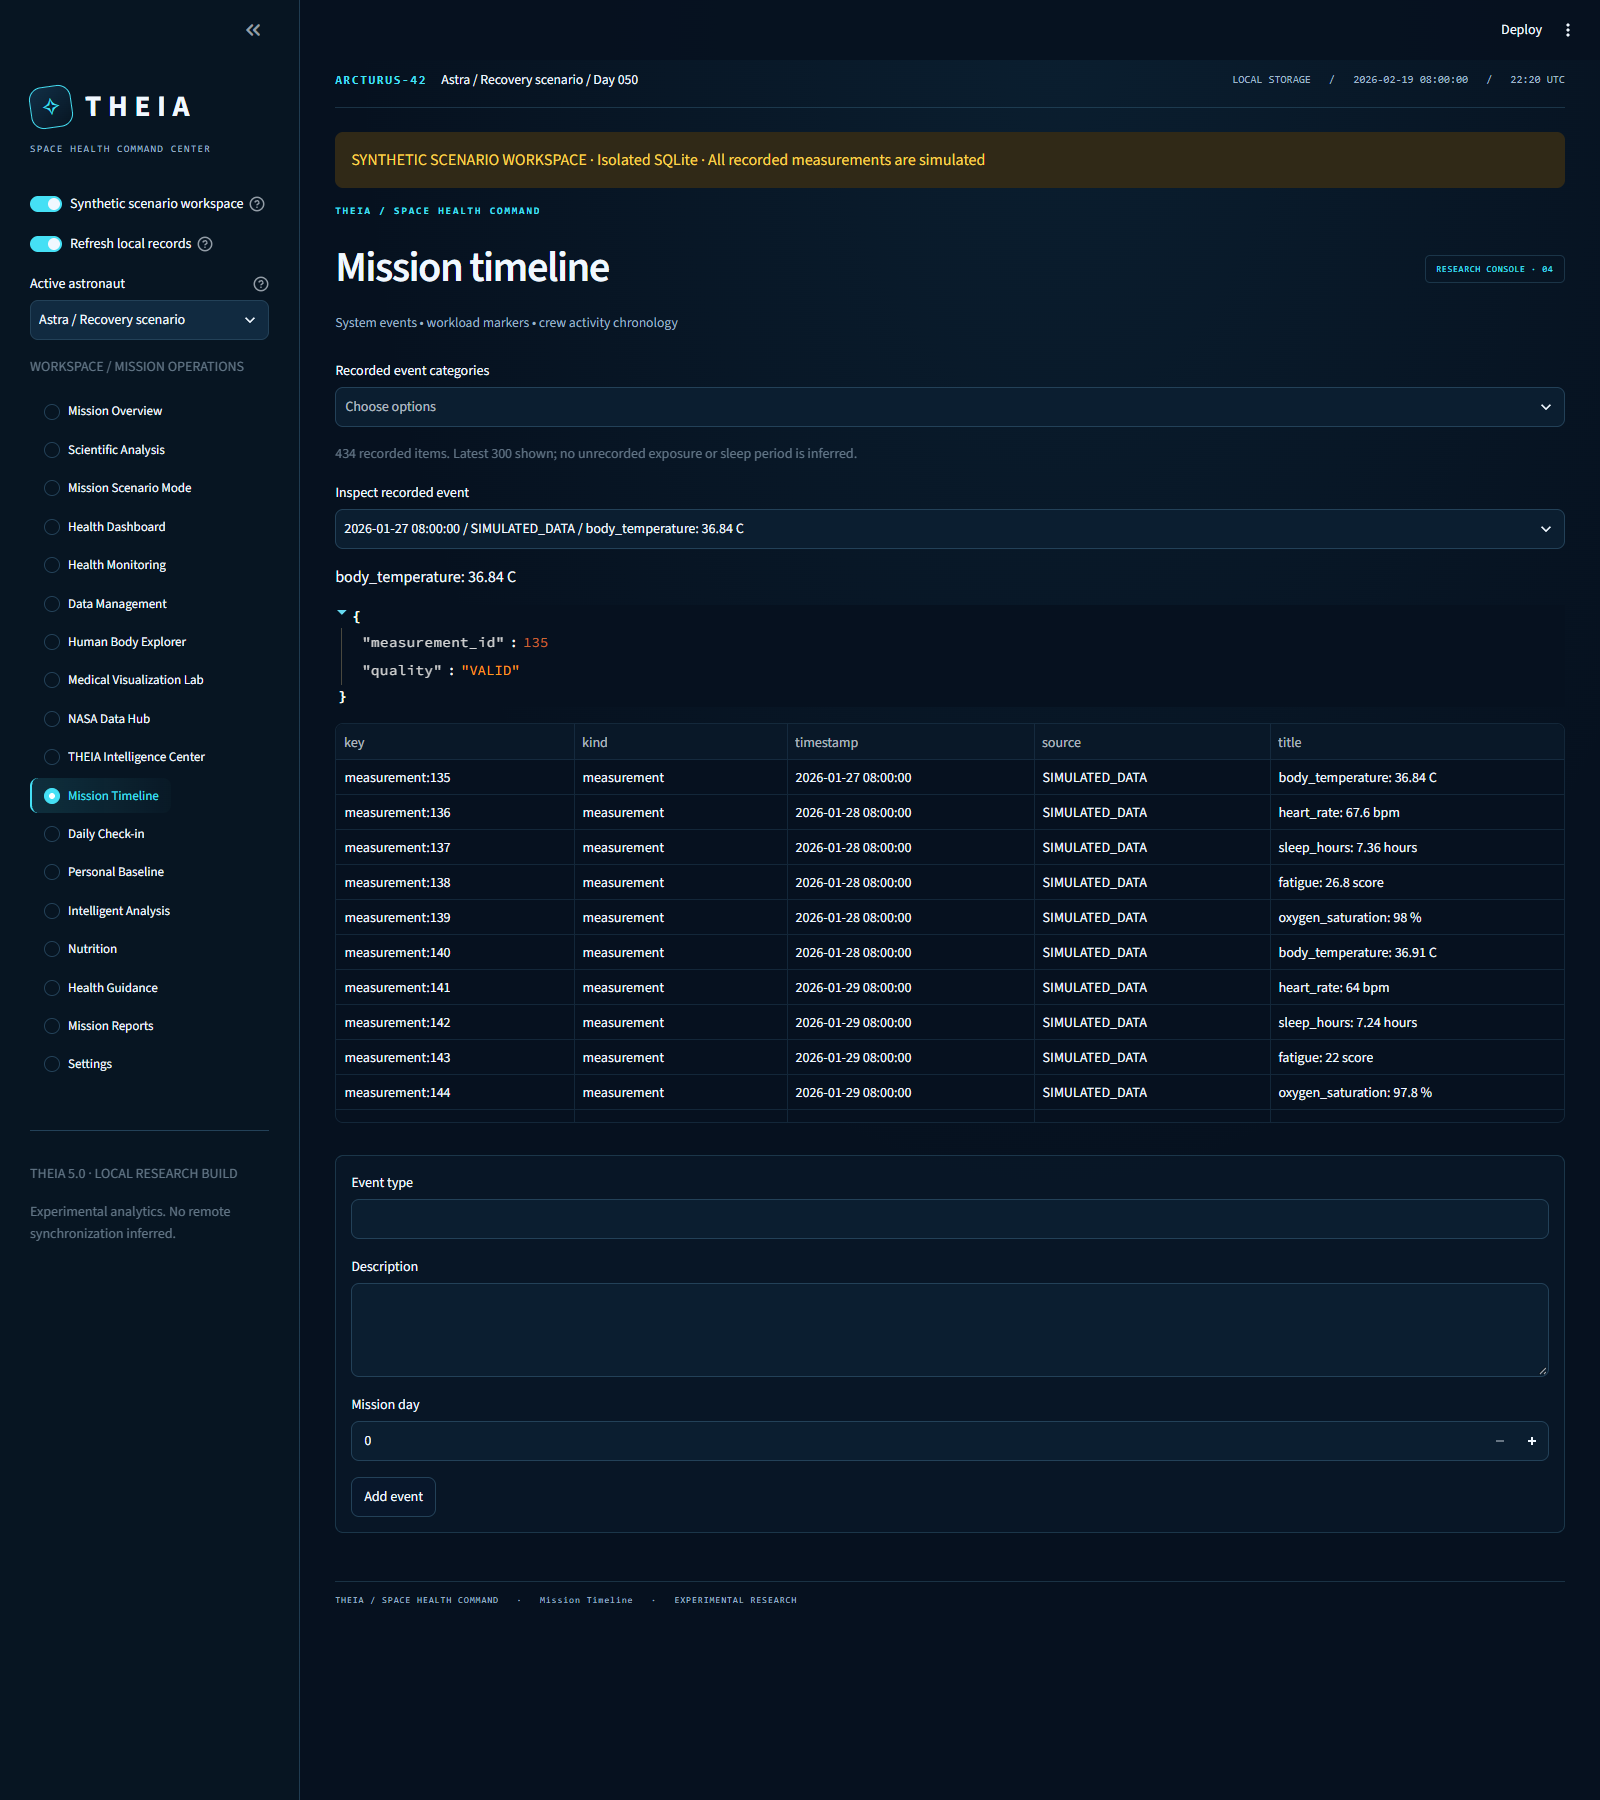 Deploy
ARCTURUS-42 Astra / Recovery scenario / Day 050
LOCAL STORAGE / 2026-02-19 08:00:00 / 22:20 UTC
THEIA
SPACE HEALTH COMMAND CENTER
Synthetic scenario workspace
Refresh local records
Active astronaut
Astra / Recovery scenario
WORKSPACE / MISSION OPERATIONS
Mission Overview
Scientific Analysis
Mission Scenario Mode
Health Dashboard
Health Monitoring
Data Management
Human Body Explorer
Medical Visualization Lab
NASA Data Hub
THEIA Intelligence Center
Mission Timeline
Daily Check-in
Personal Baseline
Intelligent Analysis
Nutrition
Health Guidance
Mission Reports
Settings
THEIA 5.0 · LOCAL RESEARCH BUILD
Experimental analytics. No remote
synchronization inferred.
SYNTHETIC SCENARIO WORKSPACE · Isolated SQLite · All recorded measurements are simulated
THEIA / SPACE HEALTH COMMAND
Mission timeline
RESEARCH CONSOLE · 04
System events • workload markers • crew activity chronology
Recorded event categories
Choose options
434 recorded items. Latest 300 shown; no unrecorded exposure or sleep period is inferred.
Inspect recorded event
2026-01-27 08:00:00 / SIMULATED_DATA / body_temperature: 36.84 C
body_temperature: 36.84 C
{
"measurement_id" : 135
"quality" : "VALID"
}
key kind timestamp source title
measurement:135 measurement 2026-01-27 08:00:00 SIMULATED_DATA body_temperature: 36.84 C
measurement:136 measurement 2026-01-28 08:00:00 SIMULATED_DATA heart_rate: 67.6 bpm
measurement:137 measurement 2026-01-28 08:00:00 SIMULATED_DATA sleep_hours: 7.36 hours
measurement:138 measurement 2026-01-28 08:00:00 SIMULATED_DATA fatigue: 26.8 score
measurement:139 measurement 2026-01-28 08:00:00 SIMULATED_DATA oxygen_saturation: 98 %
measurement:140 measurement 2026-01-28 08:00:00 SIMULATED_DATA body_temperature: 36.91 C
measurement:141 measurement 2026-01-29 08:00:00 SIMULATED_DATA heart_rate: 64 bpm
measurement:142 measurement 2026-01-29 08:00:00 SIMULATED_DATA sleep_hours: 7.24 hours
measurement:143 measurement 2026-01-29 08:00:00 SIMULATED_DATA fatigue: 22 score
measurement:144 measurement 2026-01-29 08:00:00 SIMULATED_DATA oxygen_saturation: 97.8 %
Event type
Description
Mission day
0
Add event
THEIA / SPACE HEALTH COMMAND · Mission Timeline · EXPERIMENTAL RESEARCH